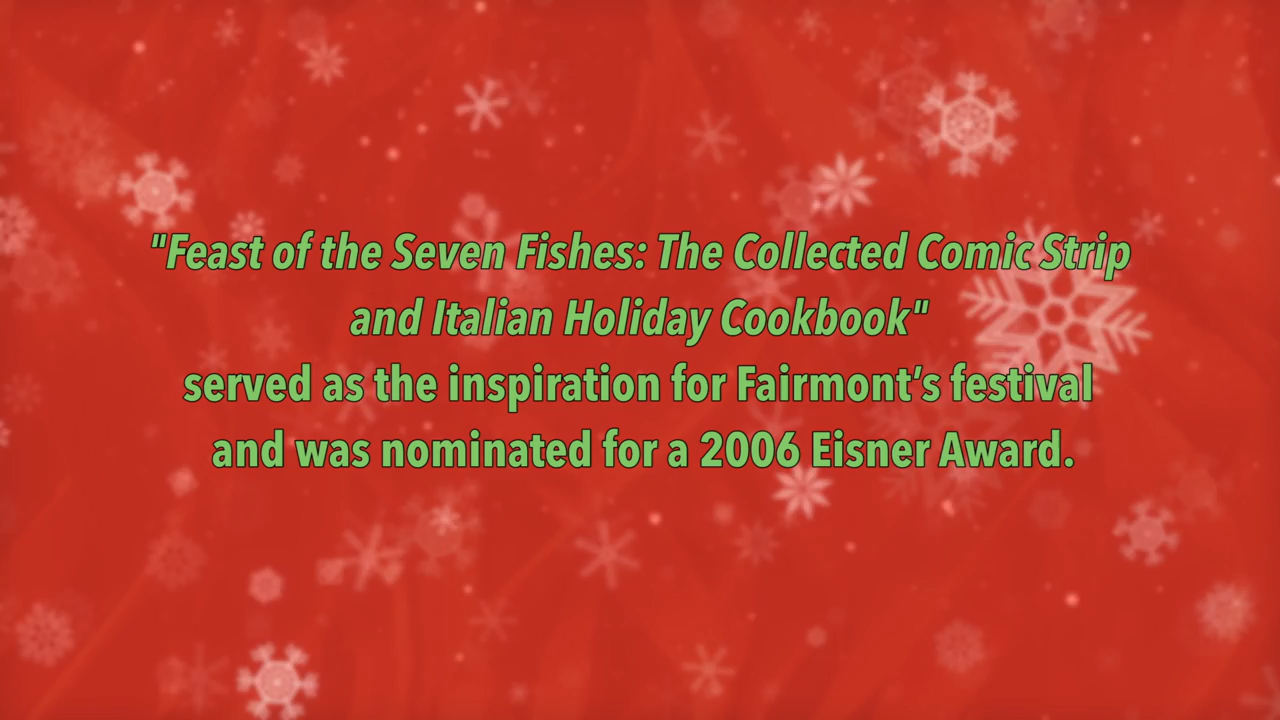 "Feast of the Seven Fishes: The Collected Comic Strip
and Italian Holiday Cookbook"
served as the inspiration for Fairmont’s festival
and was nominated for a 2006 Eisner Award.